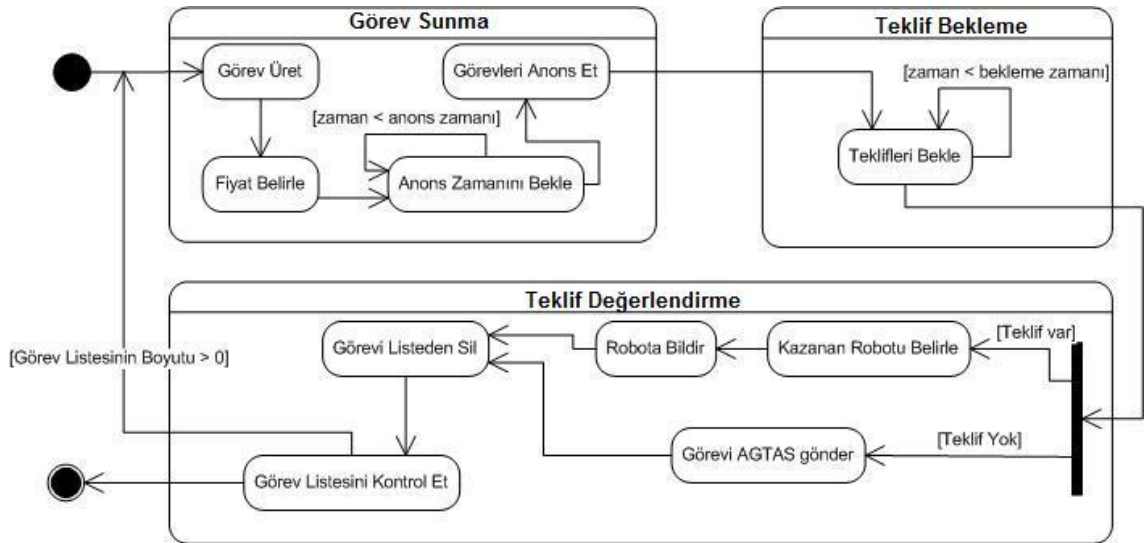 Görev Sunma
Görev Üret
Görevleri Anons Et
[zaman < anons zamanı]
Fiyat Belirle
Anons Zamanını Bekle
Teklif Bekleme
[zaman < bekleme zamanı]
Teklifleri Bekle
Teklif Değerlendirme
[Teklif var]
Görevi Listeden Sil
Robota Bildir
Kazanan Robotu Belirle
[Görev Listesinin Boyutu > 0]
[Teklif Yok]
Görevi AGTAS gönder
Görev Listesini Kontrol Et